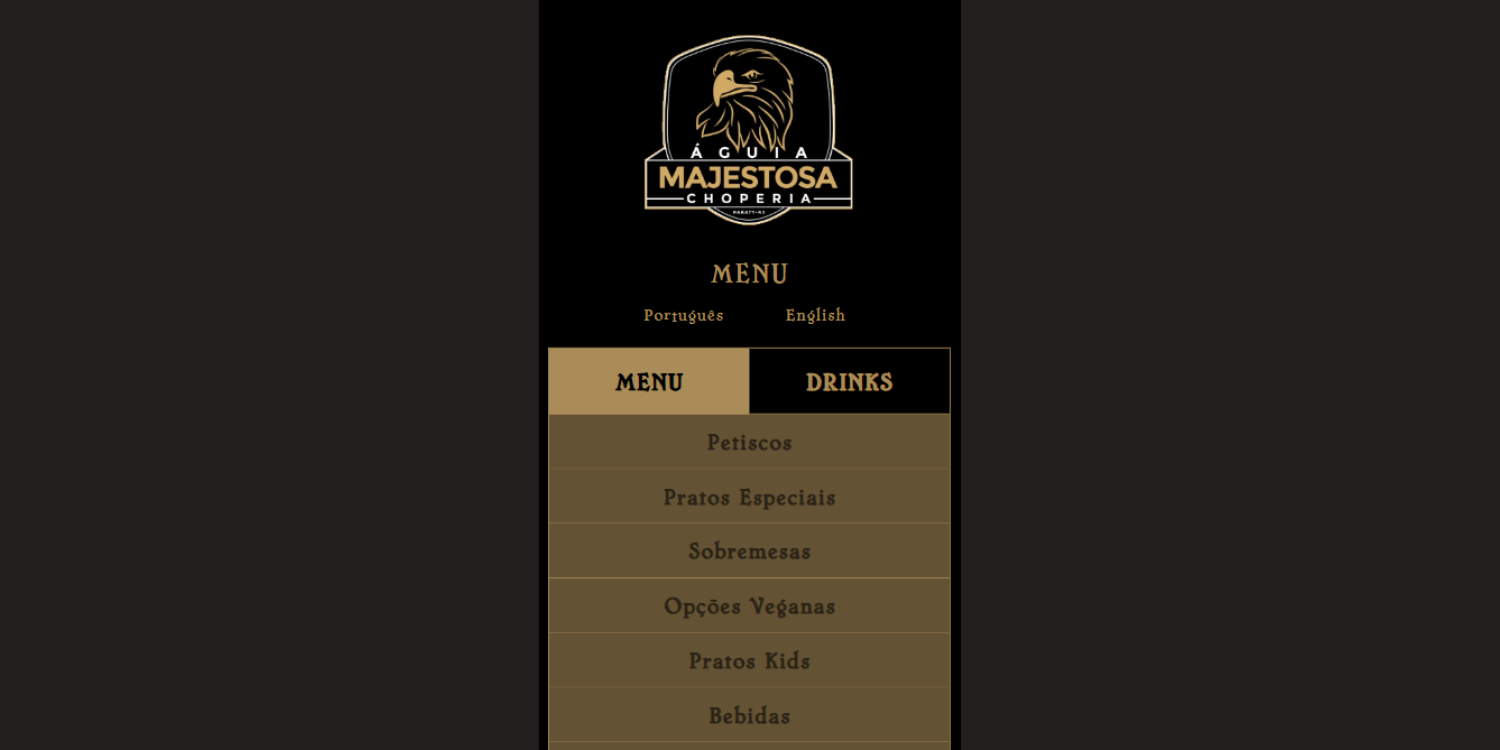 ÁGUIA
MAJESTOSA
CHOPERIA
PARATY-RJ
MENU
Português English
MENU DRINKS
Petiscos
Pratos Especiais
Sobremesas
Opções Veganas
Pratos Kids
Bebidas